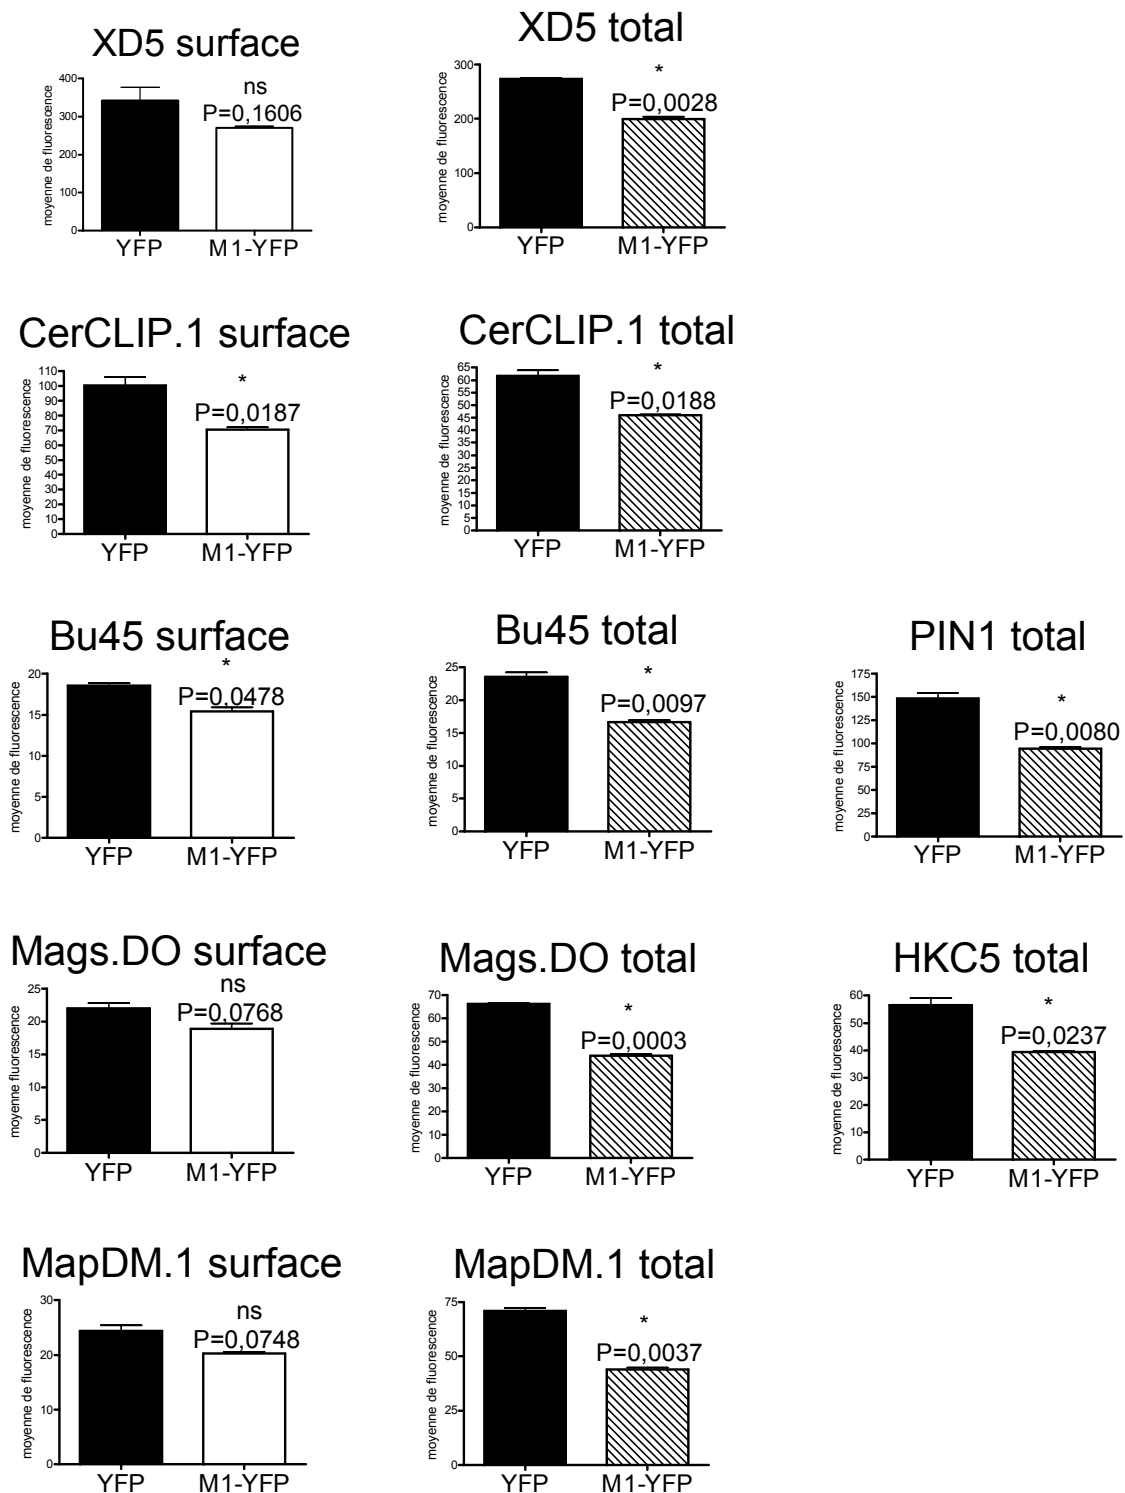 XD5 surface
moyenne de fluorescence
400
300
200
100
0
ns
P=0,1606
YFP
M1-YFP
XD5 total
moyenne de fluorescence
300
200
100
0
*
P=0,0028
YFP
M1-YFP
CerCLIP.1 surface
moyenne de fluorescence
110
100
90
80
70
60
50
40
30
20
10
0
*
P=0,0187
YFP
M1-YFP
CerCLIP.1 total
moyenne de fluorescence
65
60
55
50
45
40
35
30
25
20
15
10
5
0
*
P=0,0188
YFP
M1-YFP
Bu45 surface
moyenne de fluorescence
20
15
10
5
0
*
P=0,0478
YFP
M1-YFP
Bu45 total
moyenne de fluorescence
25
20
15
10
5
0
*
P=0,0097
YFP
M1-YFP
PIN1 total
moyenne de fluorescence
175
150
125
100
75
50
25
0
*
P=0,0080
YFP
M1-YFP
Mags.DO surface
moyenne fluorescence
25
20
15
10
5
0
ns
P=0,0768
YFP
M1-YFP
Mags.DO total
moyenne de fluorescence
70
60
50
40
30
20
10
0
*
P=0,0003
YFP
M1-YFP
HKC5 total
moyenne de fluorescence
60
50
40
30
20
10
0
*
P=0,0237
YFP
M1-YFP
MapDM.1 surface
moyenne de fluorescence
30
20
10
0
ns
P=0,0748
YFP
M1-YFP
MapDM.1 total
moyenne de fluorescence
75
50
25
0
*
P=0,0037
YFP
M1-YFP